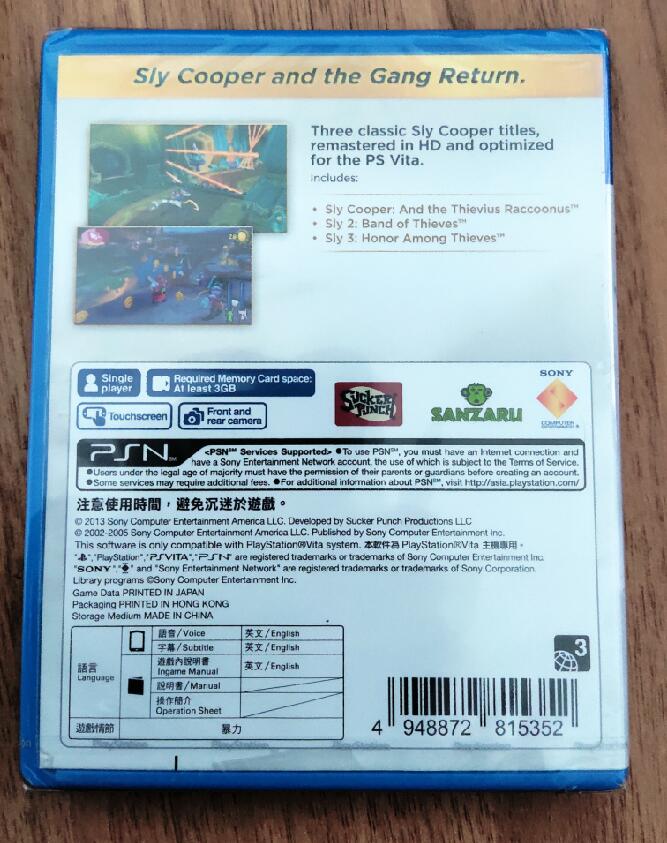 Sly Cooper and the Gang Return.
Three classic Sly Cooper titles,
remastered in HD and optimized
for the PS Vita.
Includes:
• Sly Cooper: And the Thievius Raccoonus™
• Sly 2: Band of Thieves™
• Sly 3: Honor Among Thieves™
Single player
Required Memory Card space:
At least 3GB
Touchscreen
Front and
rear camera
SUCKER PUNCH
SANZARU
SONY
COMPUTER
ENTERTAINMENT
PSN℠
<PSN℠ Services Supported> ●To use PSN℠, you must have an Internet connection and
have a Sony Entertainment Network account, the use of which is subject to the Terms of Service.
●Users under the legal age of majority must have the permission of their parents or guardians before creating an account.
●Some services may require additional fees. ●For additional information about PSN℠, visit http://asia.playstation.com/
注意使用時間，避免沉迷於遊戲。
© 2013 Sony Computer Entertainment America LLC. Developed by Sucker Punch Productions LLC
© 2002-2005 Sony Computer Entertainment America LLC. Published by Sony Computer Entertainment Inc.
This software is only compatible with PlayStation®Vita system. 本軟件為 PlayStation®Vita 主機專用。
", "PlayStation", "PSVITA", "PSN" are registered trademarks or trademarks of Sony Computer Entertainment Inc.
"SONY" " and "Sony Entertainment Network" are registered trademarks or trademarks of Sony Corporation.
Library programs ©Sony Computer Entertainment Inc.
Game Data PRINTED IN JAPAN
Packaging PRINTED IN HONG KONG
Storage Medium MADE IN CHINA
語言
Language
語音/Voice 英文/English
字幕/Subtitle 英文/English
遊戲內說明書
Ingame Manual 英文/English
說明書/Manual
操作簡介
Operation Sheet
遊戲情節 暴力
3
4 948872 815352